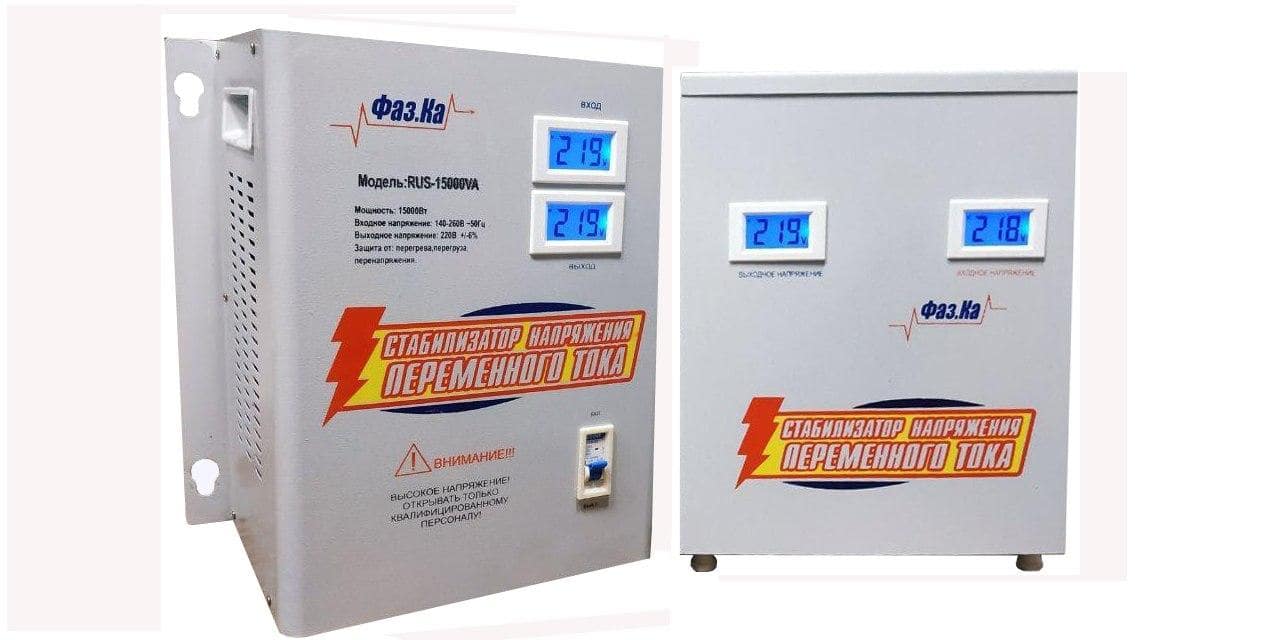 Фаз.Ка
ВХОД
219v
219v
ВЫХОД
Модель:RUS-15000VA
Мощность: 15000Вт
Входное напряжение: 140-260В ~50Гц
Выходное напряжение: 220В +/-6%
Защита от: перегрева,перегруза,
перенапряжения.
СТАБИЛИЗАТОР НАПРЯЖЕНИЯ
ПЕРЕМЕННОГО ТОКА
ВНИМАНИЕ!!!
ВЫСОКОЕ НАПРЯЖЕНИЕ!
ОТКРЫВАТЬ ТОЛЬКО
КВАЛИФИЦИРОВАННОМУ
ПЕРСОНАЛУ!
219v
218v
ВЫХОДНОЕ НАПРЯЖЕНИЕ
ВХОДНОЕ НАПРЯЖЕНИЕ
Фаз.Ка
СТАБИЛИЗАТОР НАПРЯЖЕНИЯ
ПЕРЕМЕННОГО ТОКА